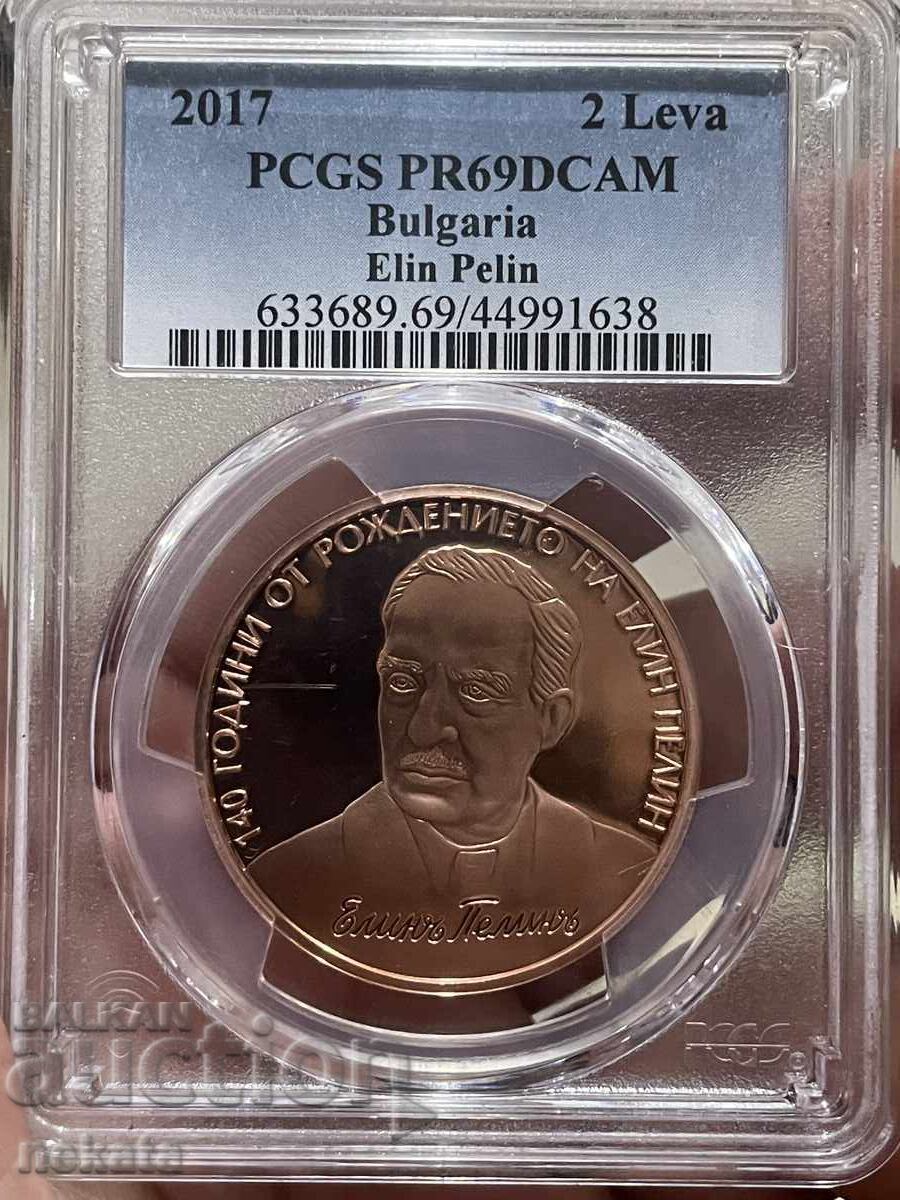 2017 2 Leva
PCGS PR69DCAM
Bulgaria
Elin Pelin
633689.69/44991638
140 ГОДИНИ ОТ РОЖДЕНИЕТО НА ЕЛИН ПЕЛИН
Елинъ Пелинъ
PCGS
BALKAN
auction
nekata